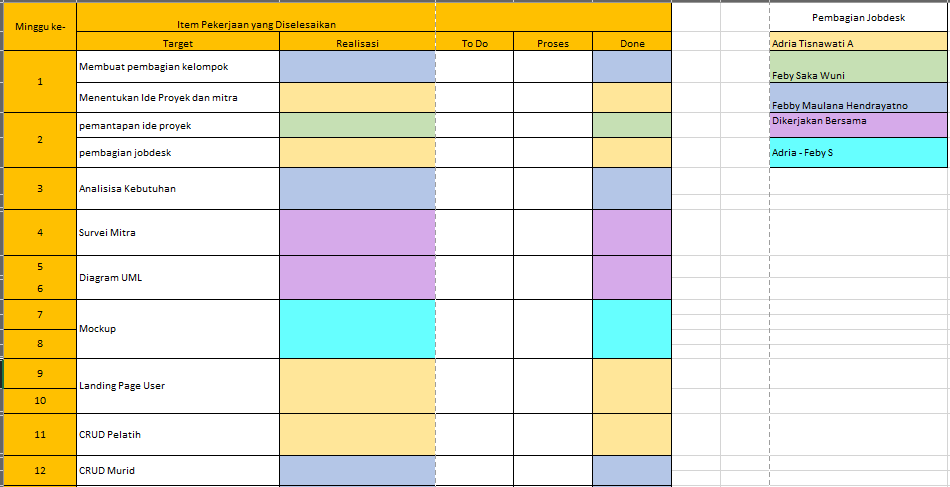 Minggu ke-
Item Pekerjaan yang Diselesaikan
Target Realisasi To Do Proses Done
1
Membuat pembagian kelompok
Menentukan Ide Proyek dan mitra
2
pemantapan ide proyek
pembagian jobdesk
3 Analisisa Kebutuhan
4 Survei Mitra
5
6
Diagram UML
7
8
Mockup
9
10
Landing Page User
11 CRUD Pelatih
12 CRUD Murid
Pembagian Jobdesk
Adria Tisnawati A
Feby Saka Wuni
Febby Maulana Hendrayatno
Dikerjakan Bersama
Adria - Feby S